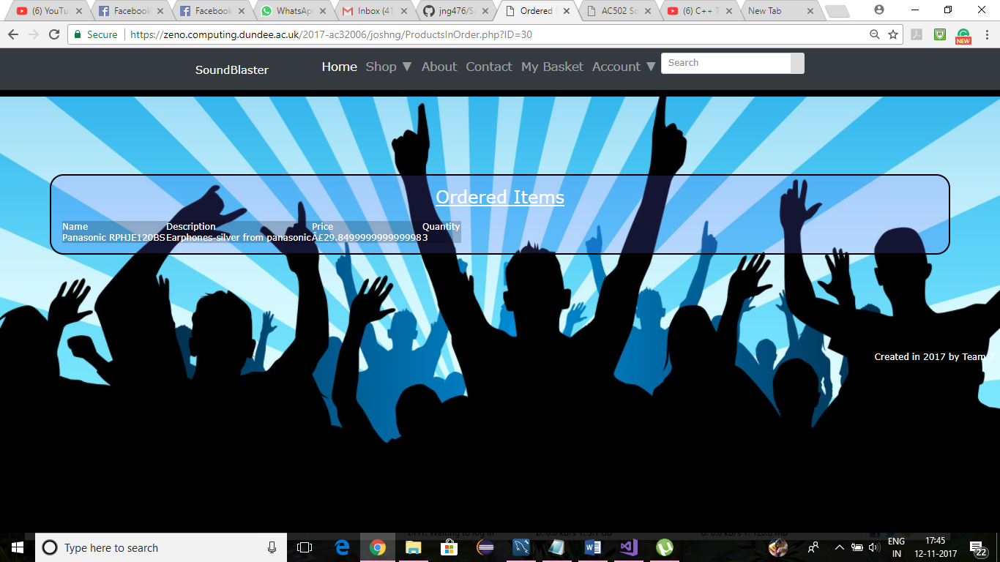 (6) YouTu Facebook Facebook WhatsAp Inbox (41 jng476/S Ordered AC502 So (6) C++ T New Tab
Secure https://zeno.computing.dundee.ac.uk/2017-ac32006/joshng/ProductsInOrder.php?ID=30
NEW
SoundBlaster Home Shop ▼ About Contact My Basket Account ▼ Search
Ordered Items
Name Description Price Quantity
Panasonic RPHJE120BS Earphones-silver from panasonic Â£29.849999999999998 3
Created in 2017 by Team 7
Type here to search
ENG 17:45
IN 12-11-2017 22